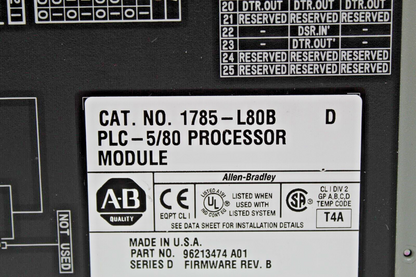 20 DTR.OUT DTR.OUT
21 RESERVED RESERVED RESERVED
22 — DSR.IN' —
23 — DTR.OUT' —
24 RESERVED RESERVED RESERVED
25 RESERVED RESERVED RESERVED
CAT. NO. 1785-L80B D
PLC-5/80 PROCESSOR
MODULE
Allen-Bradley
A-B
QUALITY
CE
EQPT CL I
LISTED
UL
WHEN
USED WITH
LISTED SYSTEM
SA
CL I DIV 2
GP A,B,C,D
TEMP CODE
T4A
SEE DATA SHEET FOR INSTALLATION DETAILS
MADE IN U.S.A.
PART NO. 96213474 A01
SERIES D FIRMWARE REV. B
NOT USED